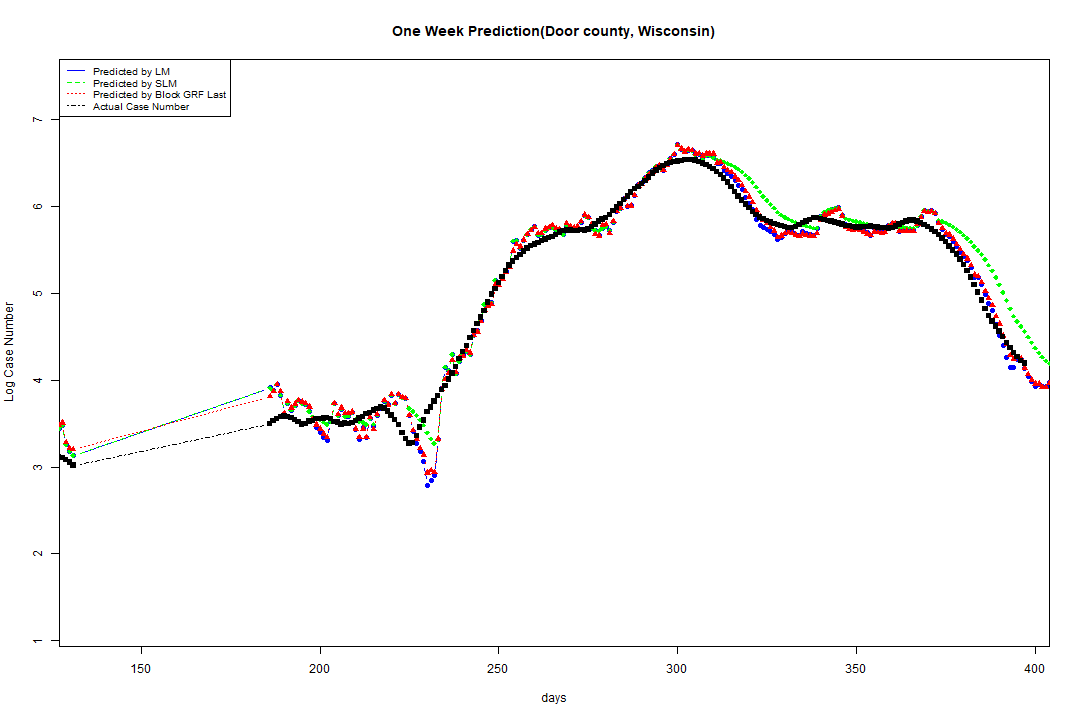 One Week Prediction(Door county, Wisconsin)
Predicted by LM
Predicted by SLM
Predicted by Block GRF Last
Actual Case Number
7
6
5
4
3
2
1
Log Case Number
150 200 250 300 350 400
days